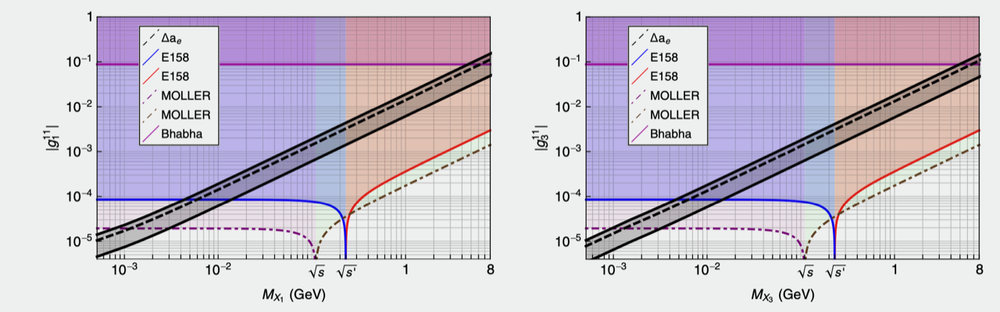 1
10⁻¹
10⁻²
10⁻³
10⁻⁴
10⁻⁵
|g₁¹¹|
Δaₑ
E158
E158
MOLLER
MOLLER
Bhabha
10⁻³
10⁻²
√s
√s'
1
8
M_X₁ (GeV)
1
10⁻¹
10⁻²
10⁻³
10⁻⁴
10⁻⁵
|g₃¹¹|
Δaₑ
E158
E158
MOLLER
MOLLER
Bhabha
10⁻³
10⁻²
√s
√s'
1
8
M_X₃ (GeV)